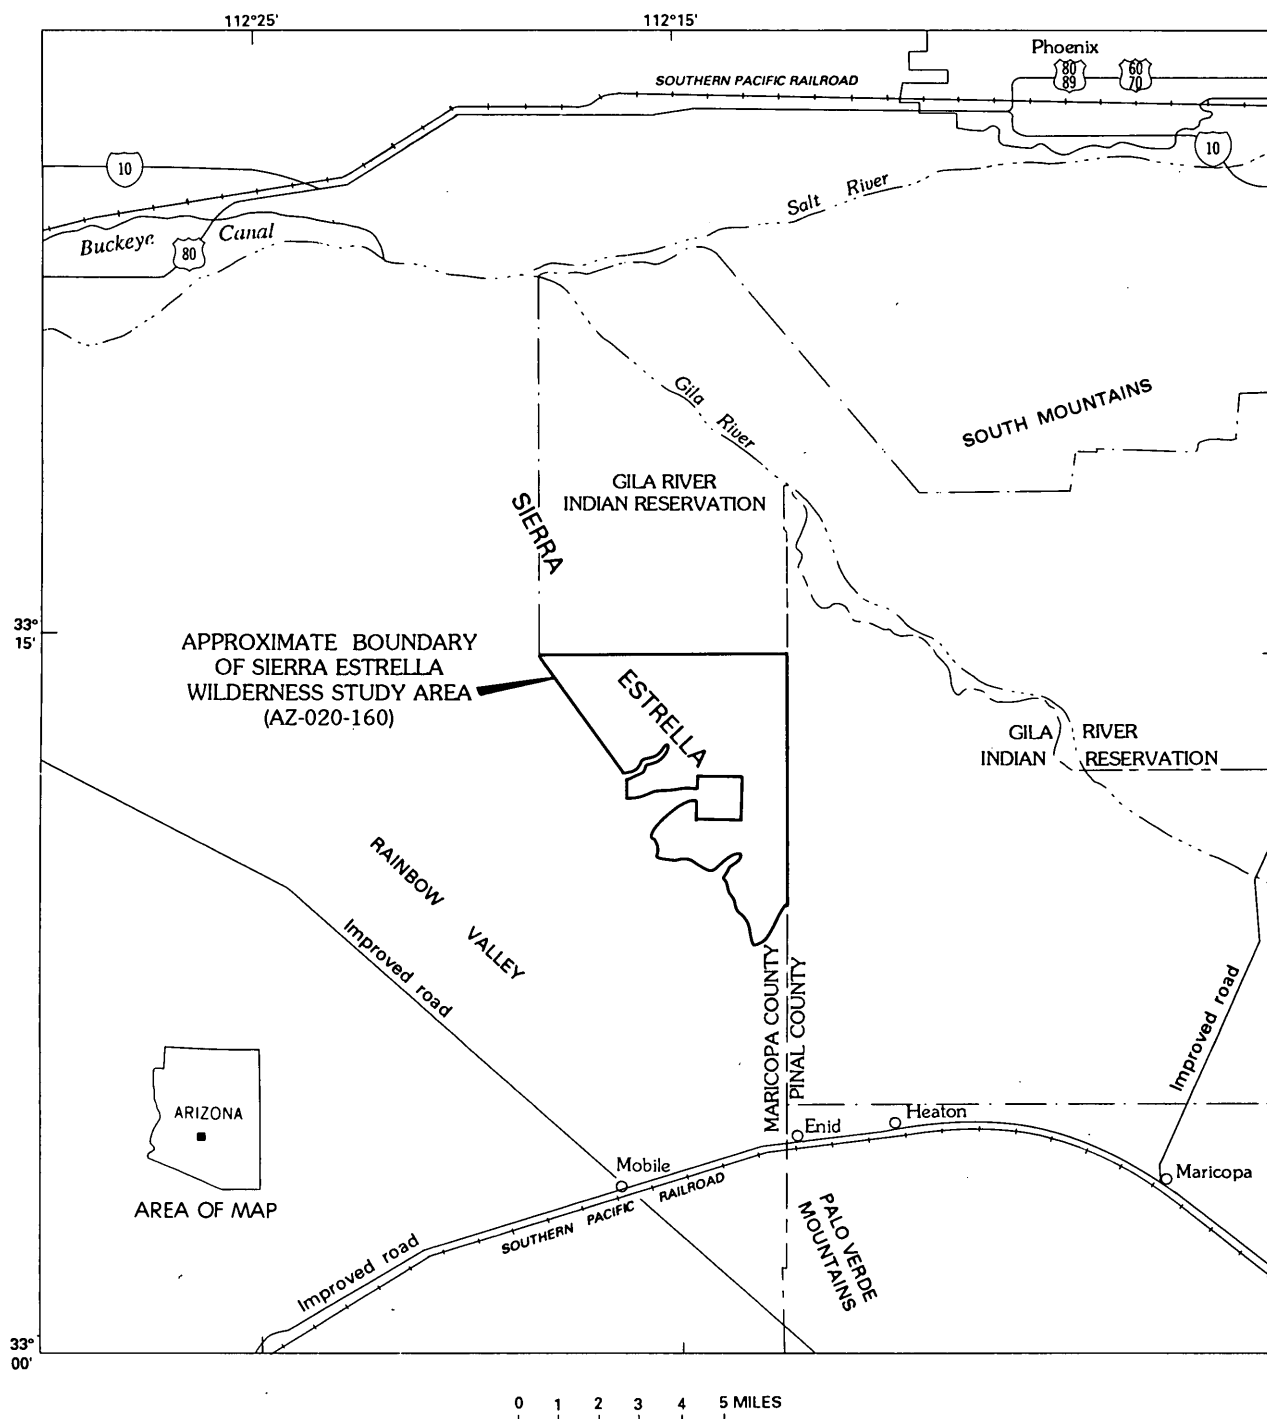 112°25'
112°15'
Phoenix
80
89
60
70
SOUTHERN PACIFIC RAILROAD
10
10
Salt River
Buckeye Canal
80
Gila River
SOUTH MOUNTAINS
GILA RIVER
INDIAN RESERVATION
SIERRA
33°
15'
APPROXIMATE BOUNDARY
OF SIERRA ESTRELLA
WILDERNESS STUDY AREA
(AZ-020-160)
ESTRELLA
GILA RIVER
INDIAN RESERVATION
RAINBOW VALLEY
Improved road
MARICOPA COUNTY
PINAL COUNTY
Improved road
ARIZONA
AREA OF MAP
Enid
Heaton
Mobile
Maricopa
SOUTHERN PACIFIC RAILROAD
PALO VERDE
MOUNTAINS
Improved road
33°
00'
0 1 2 3 4 5 MILES